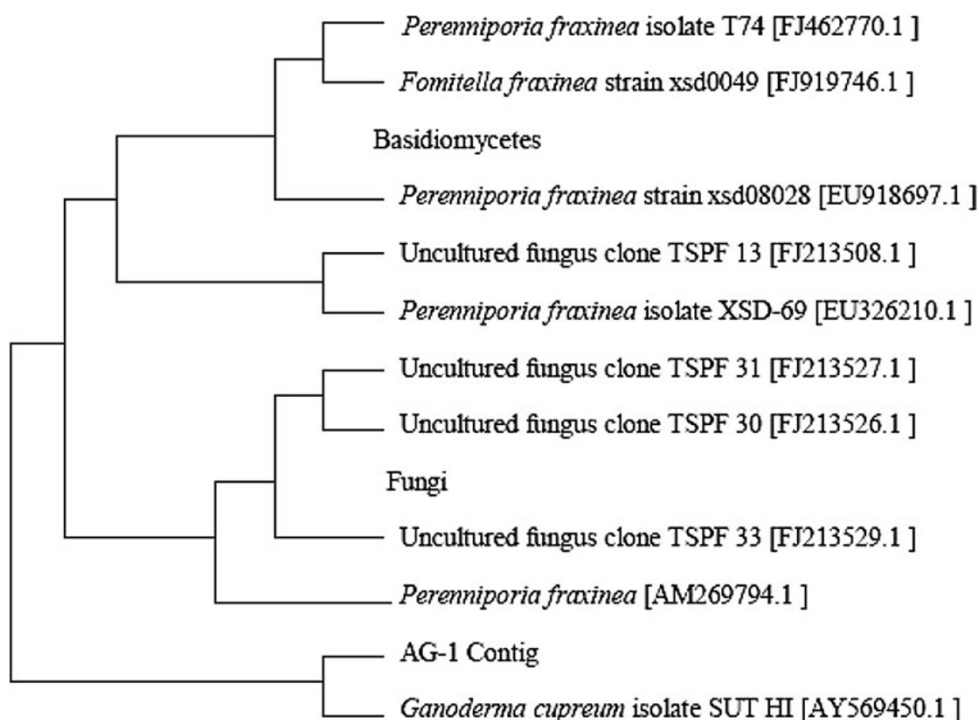 Perenniporia fraxinea isolate T74 [FJ462770.1 ]
Fomitella fraxinea strain xsd0049 [FJ919746.1 ]
Basidiomycetes
Perenniporia fraxinea strain xsd08028 [EU918697.1 ]
Uncultured fungus clone TSPF 13 [FJ213508.1 ]
Perenniporia fraxinea isolate XSD-69 [EU326210.1 ]
Uncultured fungus clone TSPF 31 [FJ213527.1 ]
Uncultured fungus clone TSPF 30 [FJ213526.1 ]
Fungi
Uncultured fungus clone TSPF 33 [FJ213529.1 ]
Perenniporia fraxinea [AM269794.1 ]
AG-1 Contig
Ganoderma cupreum isolate SUT HI [AY569450.1 ]